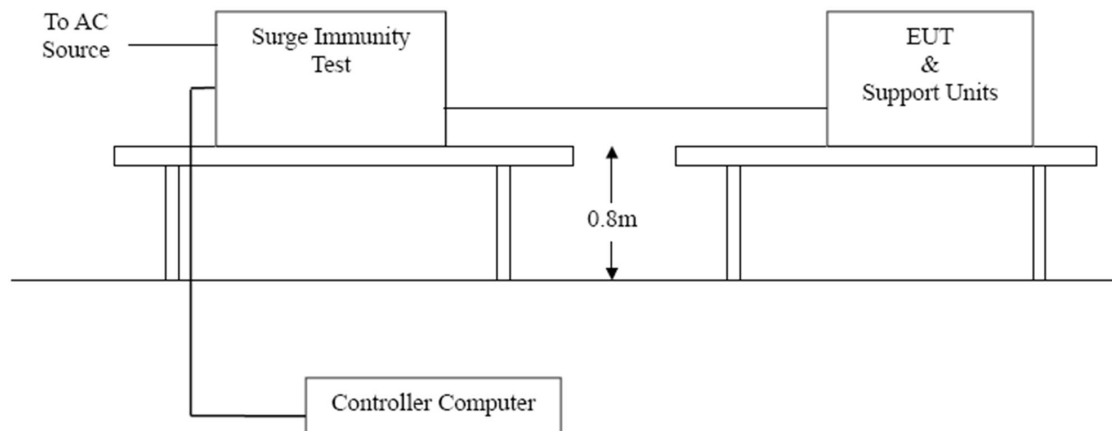 To AC
Source
Surge Immunity
Test
EUT
&
Support Units
0.8m
Controller Computer